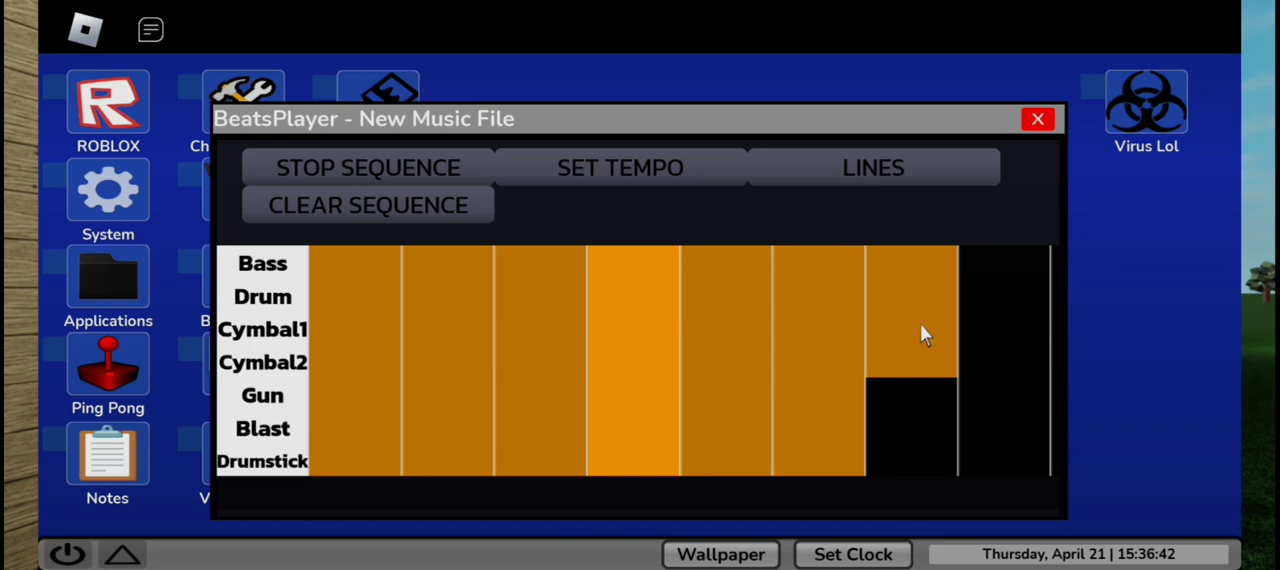 BeatsPlayer - New Music File
X
ROBLOX
Ch
Virus Lol
STOP SEQUENCE
SET TEMPO
LINES
CLEAR SEQUENCE
System
Bass
Drum
Cymbal1
Cymbal2
Gun
Blast
Drumstick
Applications
B
Ping Pong
Notes
V
Wallpaper
Set Clock
Thursday, April 21 | 15:36:42